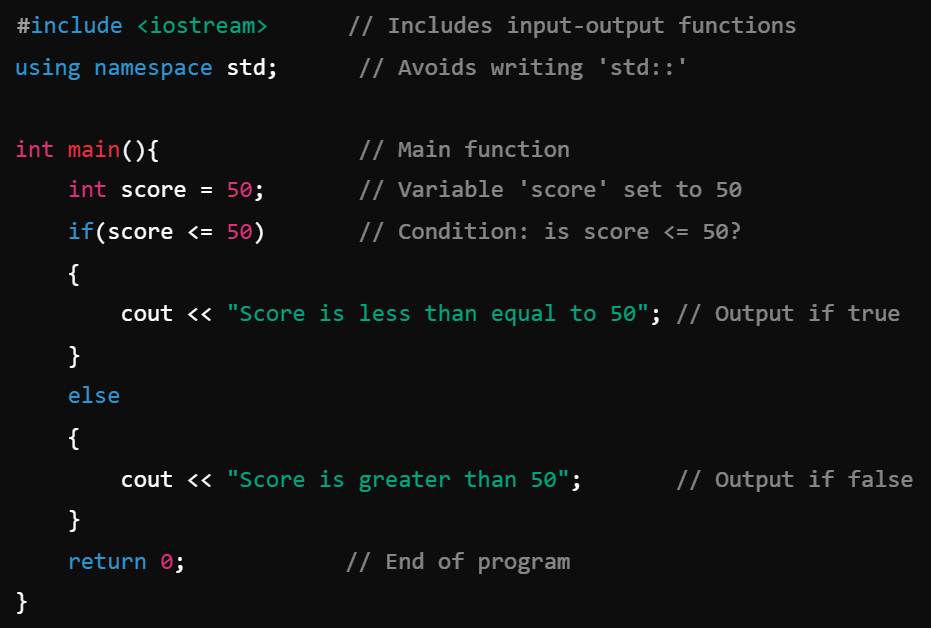 #include <iostream>      // Includes input-output functions
using namespace std;      // Avoids writing 'std::'
int main(){               // Main function
    int score = 50;       // Variable 'score' set to 50
    if(score <= 50)       // Condition: is score <= 50?
    {
        cout << "Score is less than equal to 50"; // Output if true
    }
    else
    {
        cout << "Score is greater than 50";       // Output if false
    }
    return 0;            // End of program
}